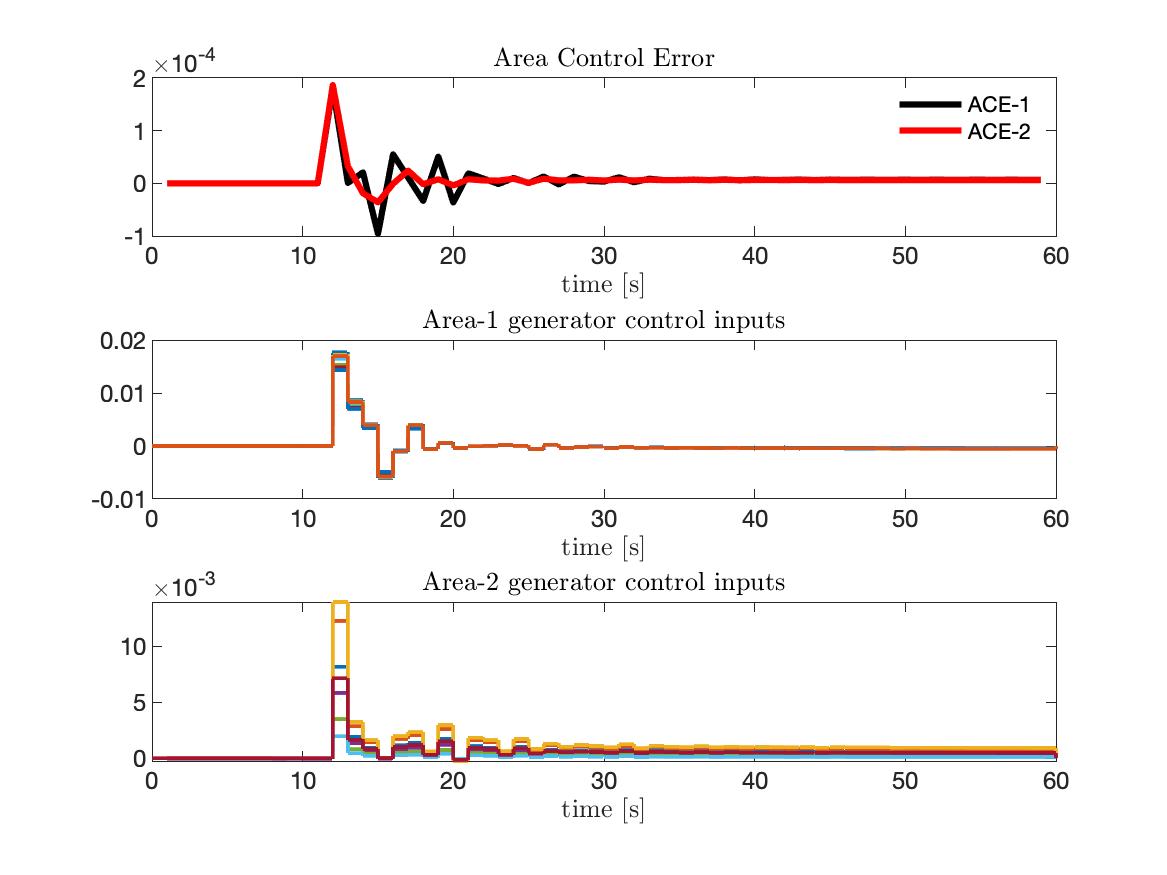 ×10-4
Area Control Error
2
1
0
-1
ACE-1
ACE-2
0 10 20 30 40 50 60
time [s]
Area-1 generator control inputs
0.02
0.01
0
-0.01
0 10 20 30 40 50 60
time [s]
×10-3
Area-2 generator control inputs
10
5
0
0 10 20 30 40 50 60
time [s]